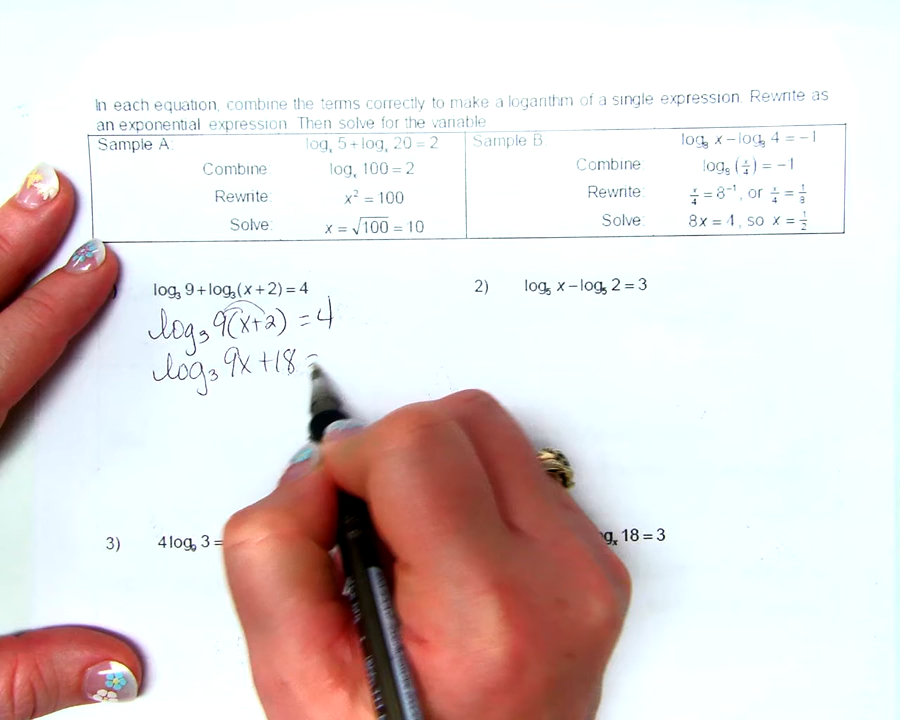 In each equation, combine the terms correctly to make a logarithm of a single expression. Rewrite as
an exponential expression. Then solve for the variable
Sample A: logₓ 5 + logₓ 20 = 2
Combine logₓ 100 = 2
Rewrite: x² = 100
Solve: x = √100 = 10
Sample B: log₈ x − log₈ 4 = −1
Combine: log₈ (x/4) = −1
Rewrite: x/4 = 8⁻¹, or x/4 = 1/8
Solve: 8x = 4, so x = 1/2
) log₃ 9 + log₃(x + 2) = 4
log₃ 9(x+2) = 4
log₃ 9x + 18 =
2) log₅ x − log₅ 2 = 3
3) 4 log₉ 3 =
gₓ 18 = 3